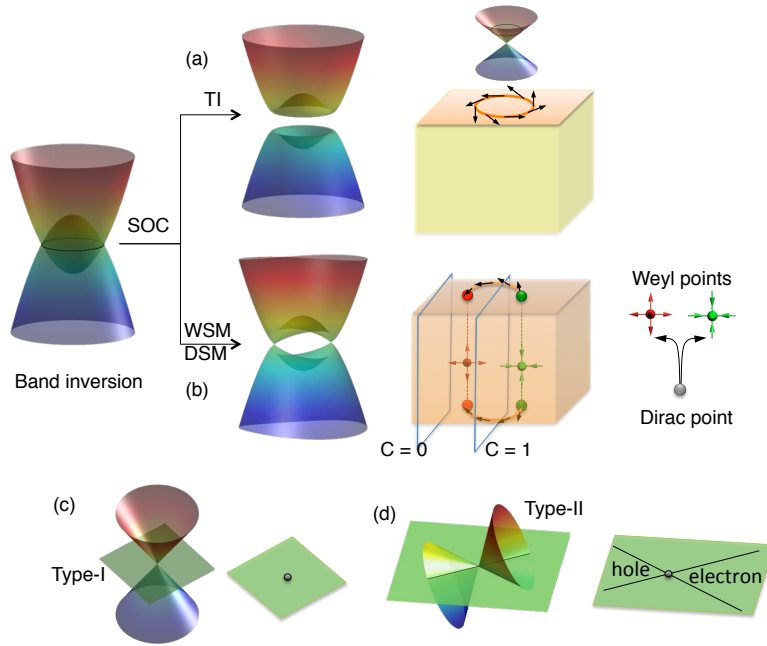 (a)
TI
SOC
WSM
DSM
Band inversion
(b)
Weyl points
Dirac point
C = 0
C = 1
(c)
Type-I
(d)
Type-II
hole
electron